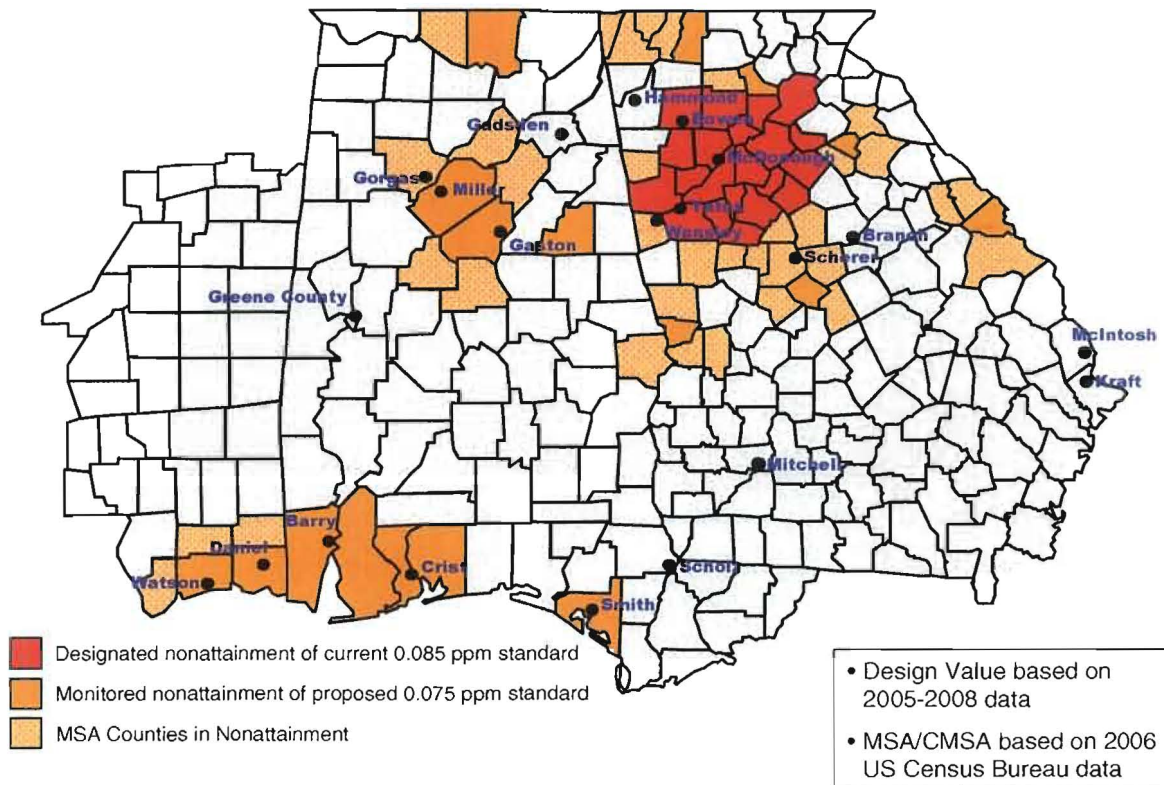 Hammond
Bowen
Gadsden
McDonough
Gorgas
Miller
Yates
Wansley
Gaston
Branch
Scherer
Greene County
McIntosh
Kraft
Mitchell
Barry
Daniel
Crist
Scholz
Watson
Smith
Designated nonattainment of current 0.085 ppm standard
Monitored nonattainment of proposed 0.075 ppm standard
MSA Counties in Nonattainment
• Design Value based on
2005-2008 data
• MSA/CMSA based on 2006
US Census Bureau data